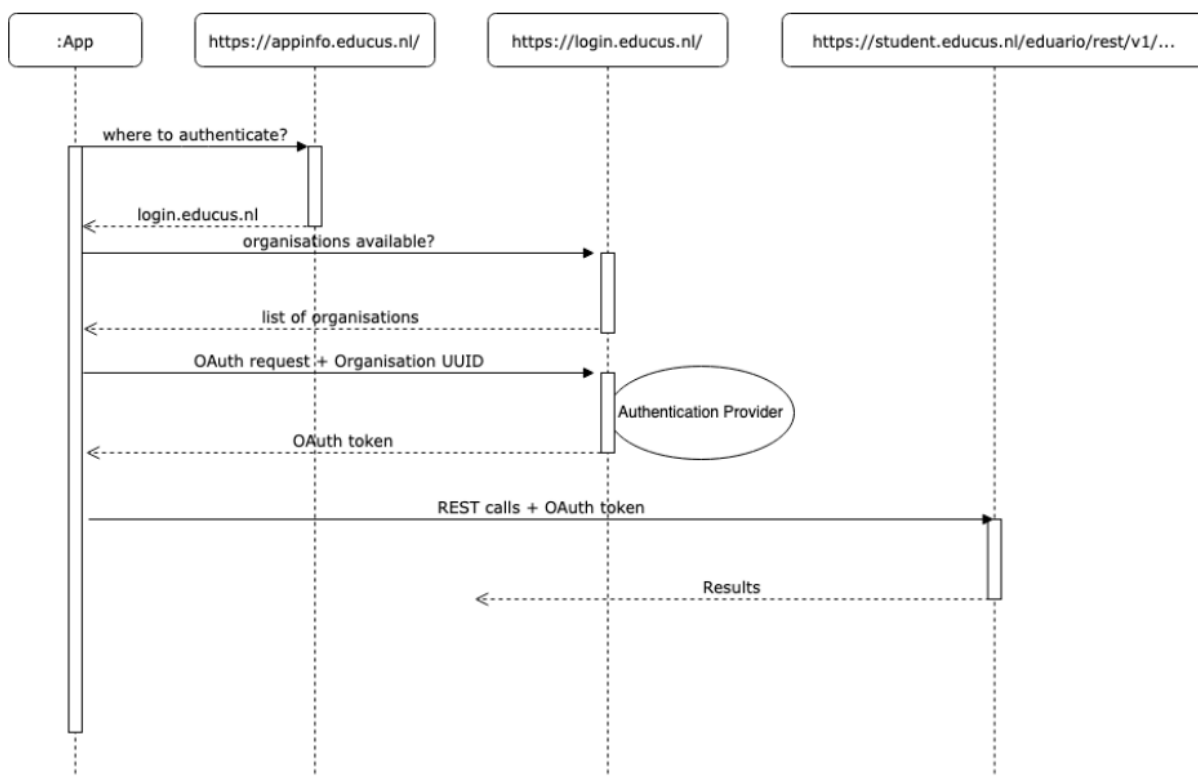 :App
https://appinfo.educus.nl/
https://login.educus.nl/
https://student.educus.nl/eduario/rest/v1/...
where to authenticate?
login.educus.nl
organisations available?
list of organisations
OAuth request + Organisation UUID
Authentication Provider
OAuth token
REST calls + OAuth token
Results